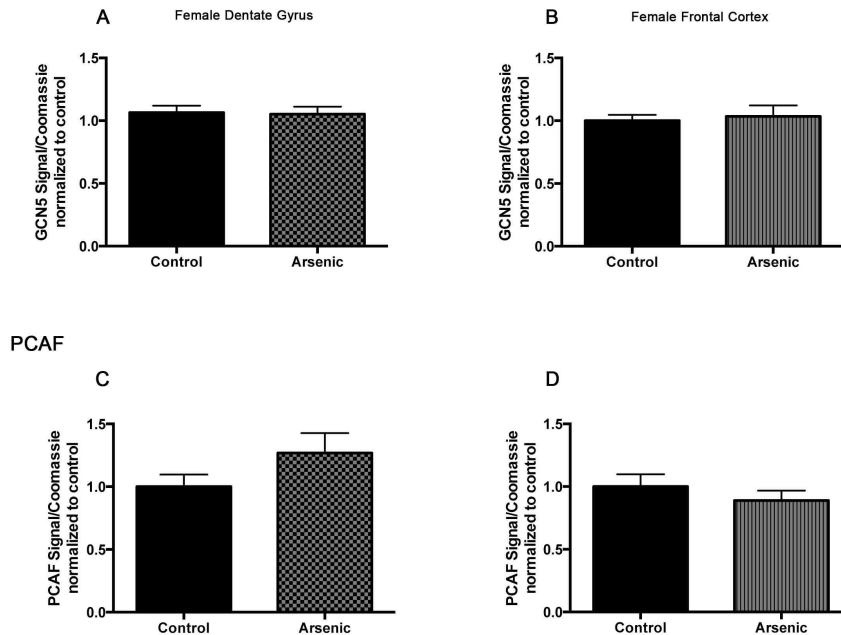 A
Female Dentate Gyrus
GCN5 Signal/Coomassie
normalized to control
1.5
1.0
0.5
0.0
Control
Arsenic
B
Female Frontal Cortex
GCN5 Signal/Coomassie
normalized to control
1.5
1.0
0.5
0.0
Control
Arsenic
PCAF
C
PCAF Signal/Coomassie
normalized to control
1.5
1.0
0.5
0.0
Control
Arsenic
D
PCAF Signal/Coomassie
normalized to control
1.5
1.0
0.5
0.0
Control
Arsenic